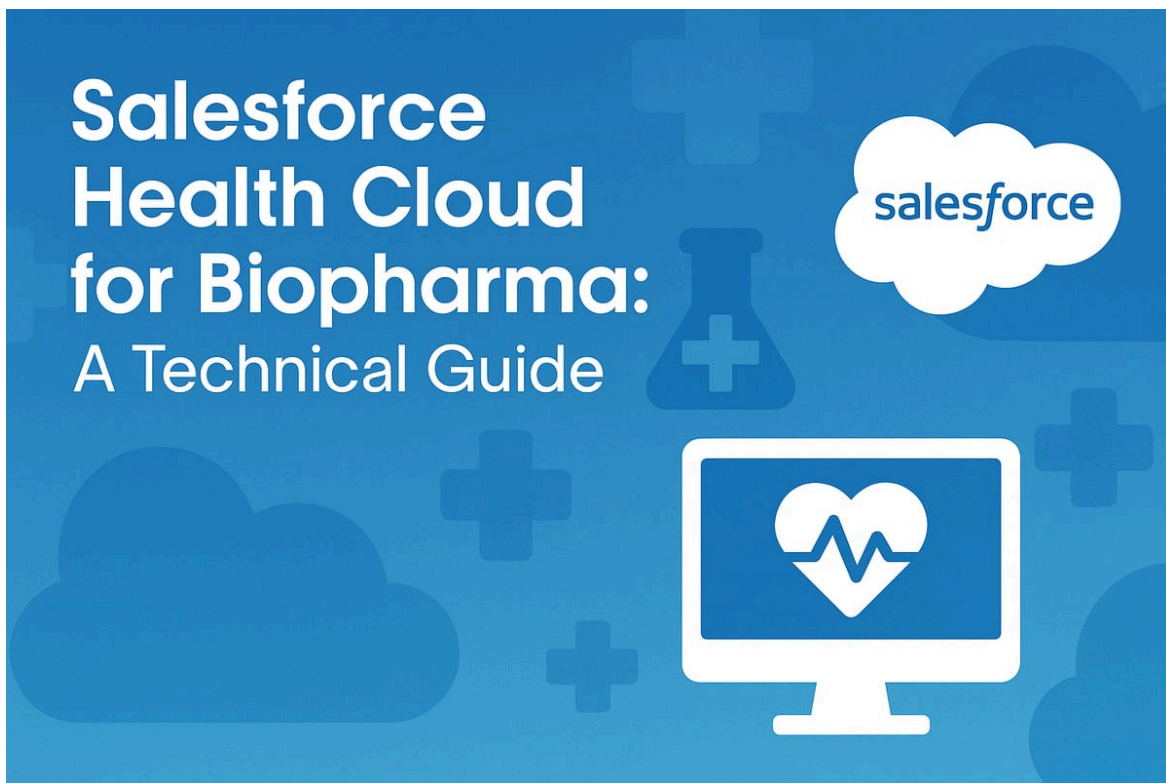 Salesforce
Health Cloud
for Biopharma:
A Technical Guide
salesforce